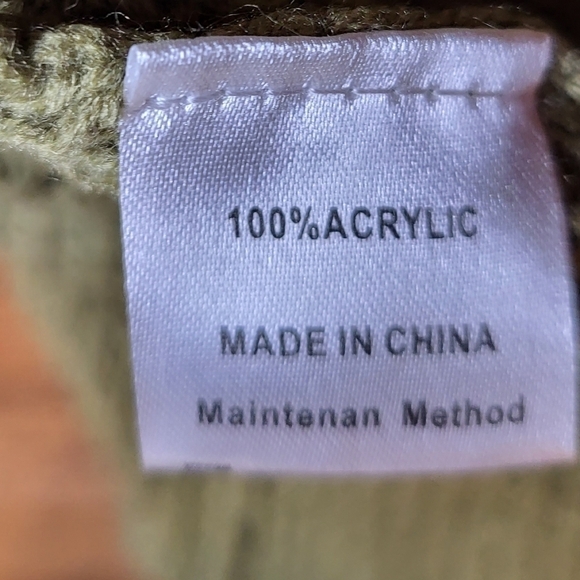 100%ACRYLIC
MADE IN CHINA
Maintenan Method